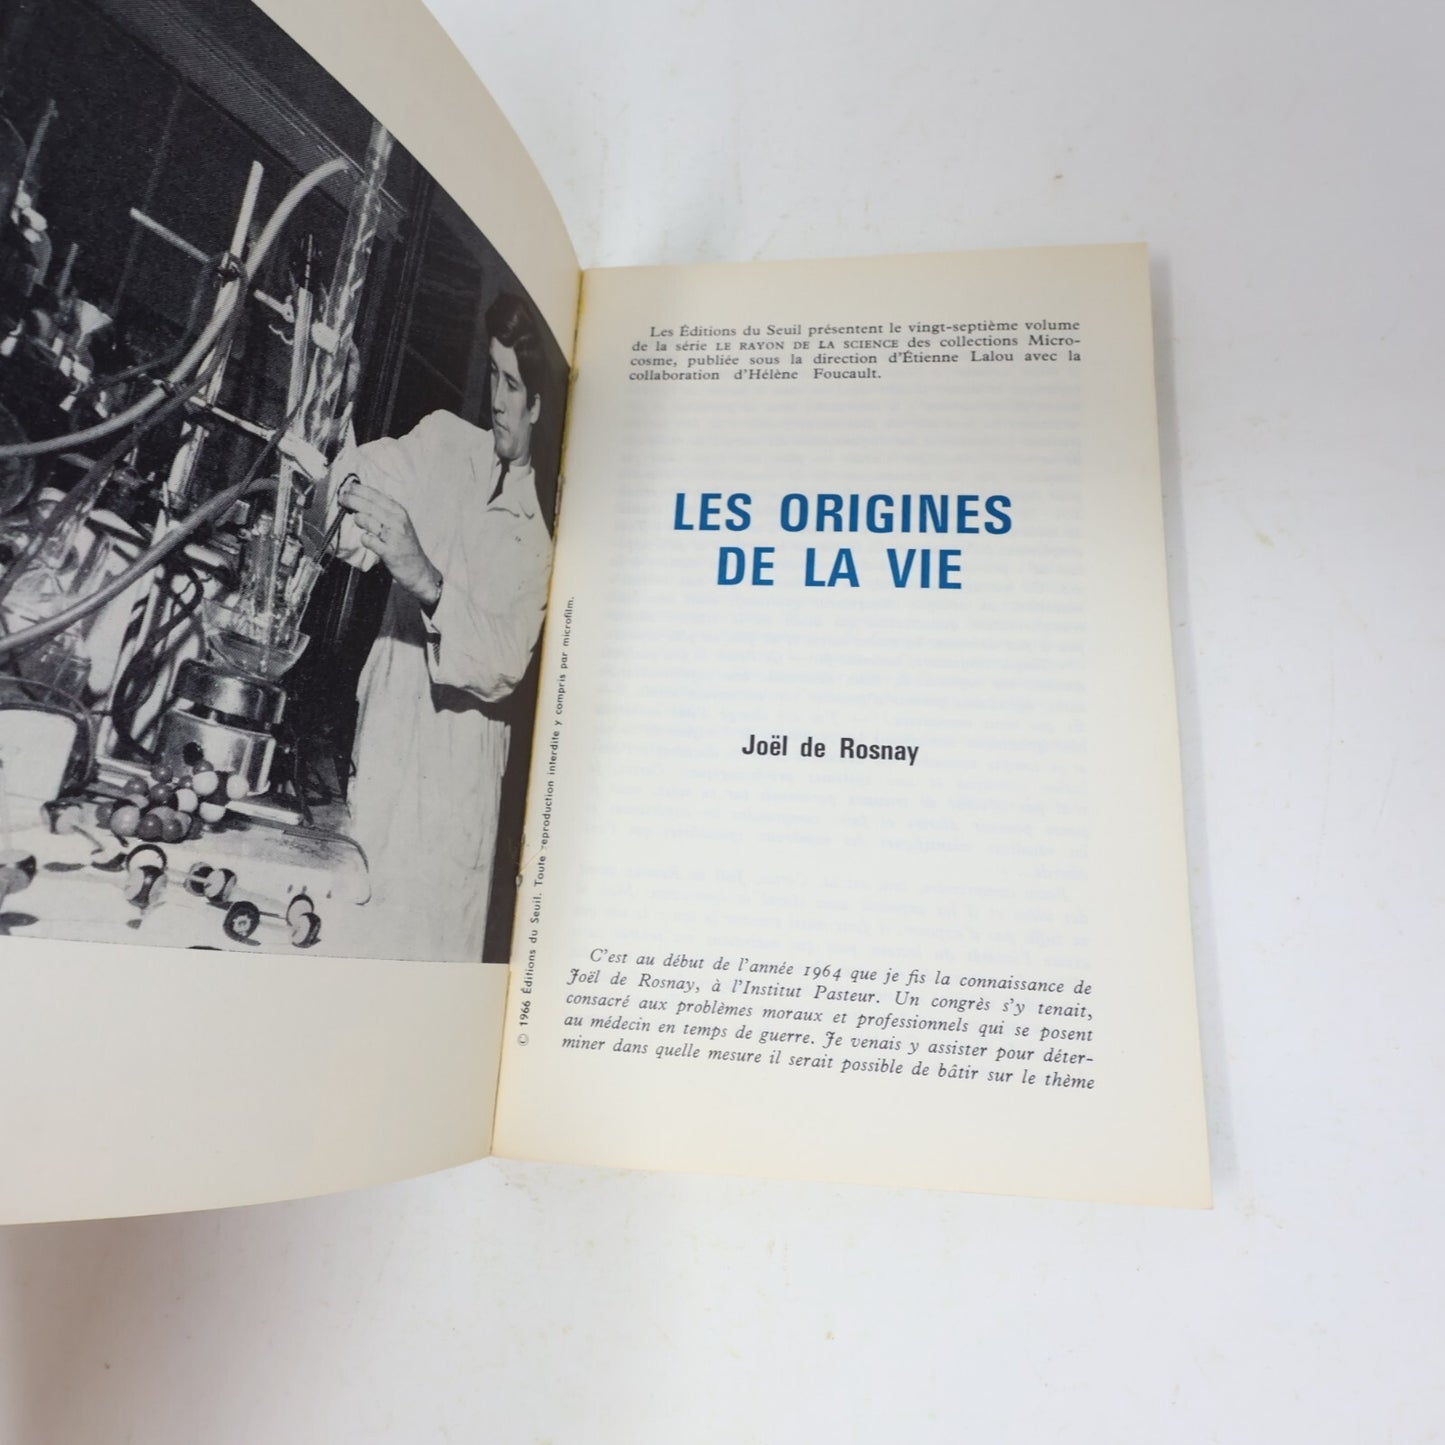 © 1966 Éditions du Seuil. Toute reproduction interdite y compris par microfilm.
Les Éditions du Seuil présentent le vingt-septième volume
de la série LE RAYON DE LA SCIENCE des collections Micro-
cosme, publiée sous la direction d'Étienne Lalou avec la
collaboration d'Hélène Foucault.
LES ORIGINES
DE LA VIE
Joël de Rosnay
C'est au début de l'année 1964 que je fis la connaissance de
Joël de Rosnay, à l'Institut Pasteur. Un congrès s'y tenait,
consacré aux problèmes moraux et professionnels qui se posent
au médecin en temps de guerre. Je venais y assister pour déter-
miner dans quelle mesure il serait possible de bâtir sur le thème